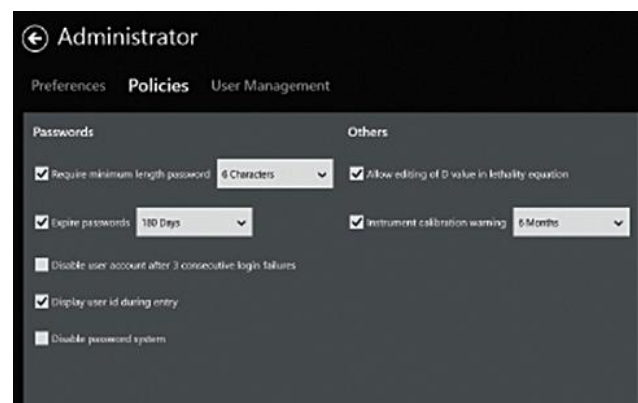 Administrator
Preferences Policies User Management
Passwords
Require minimum length password 6 Characters
Expire passwords 180 Days
Disable user account after 3 consecutive login failures
Display user id during entry
Disable password system
Others
Allow editing of D value in lethality equation
Instrument calibration warning 6 Months